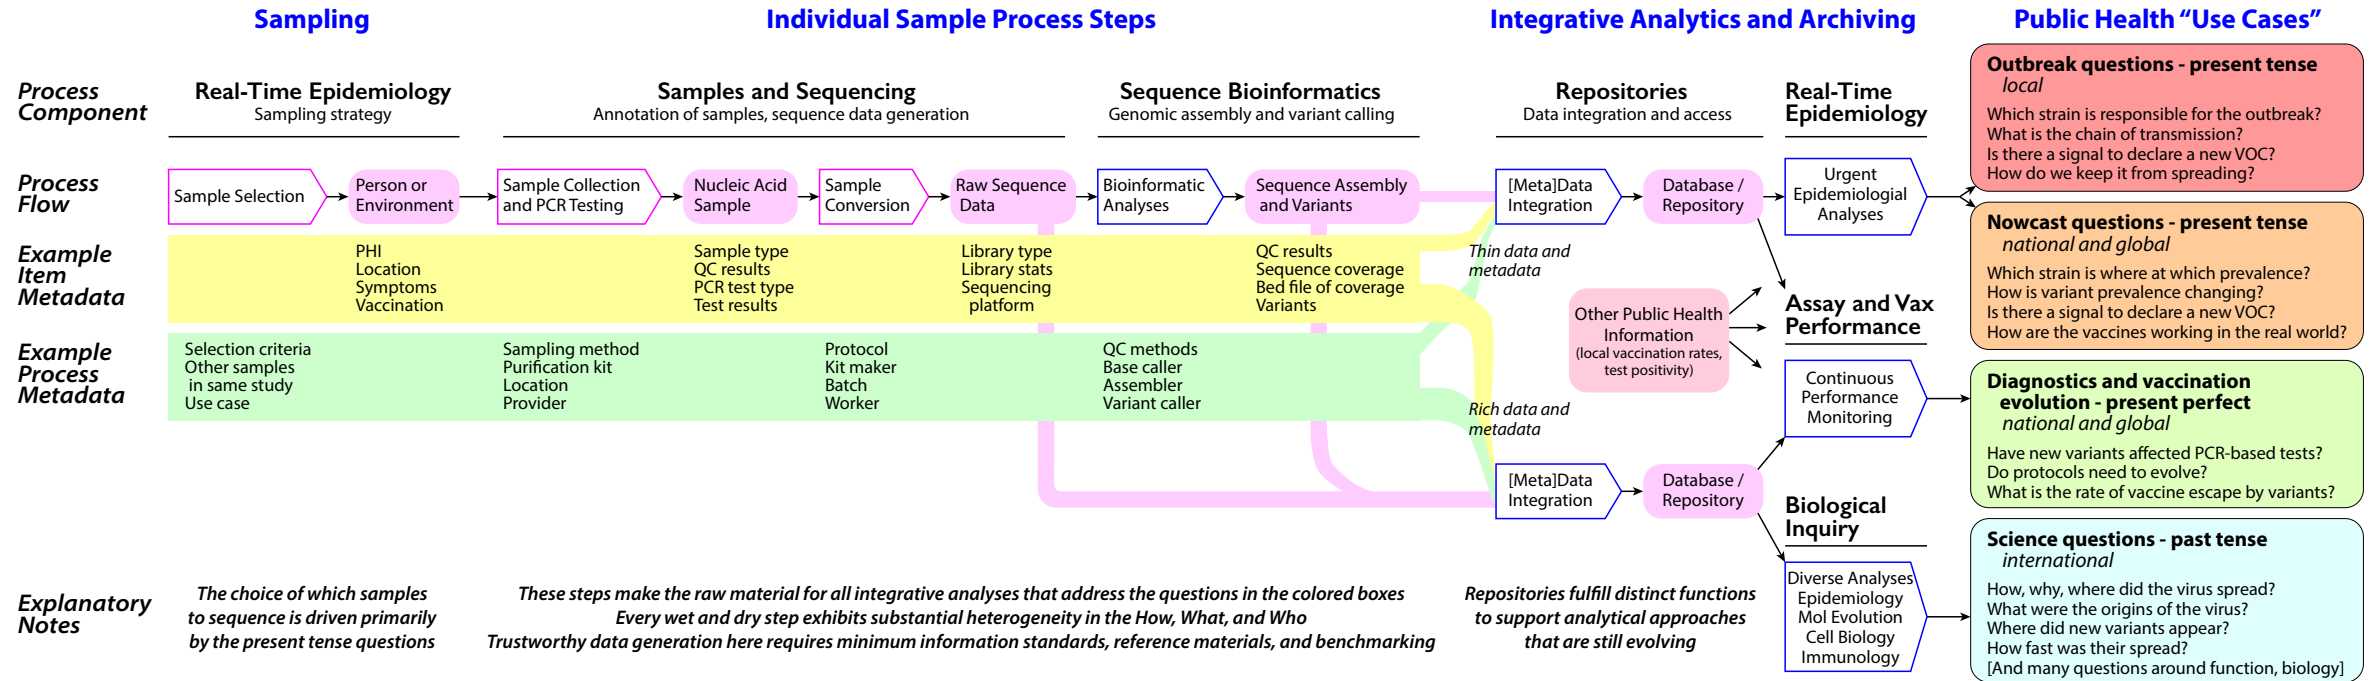 Sampling
Individual Sample Process Steps
Integrative Analytics and Archiving
Public Health “Use Cases”
Process
Component
Real-Time Epidemiology
Sampling strategy
Samples and Sequencing
Annotation of samples, sequence data generation
Sequence Bioinformatics
Genomic assembly and variant calling
Repositories
Data integration and access
Real-Time
Epidemiology
Process
Flow
Sample Selection
Person or
Environment
Sample Collection
and PCR Testing
Nucleic Acid
Sample
Sample
Conversion
Raw Sequence
Data
Bioinformatic
Analyses
Sequence Assembly
and Variants
[Meta]Data
Integration
Database /
Repository
Urgent
Epidemiologial
Analyses
Outbreak questions - present tense
local
Which strain is responsible for the outbreak?
What is the chain of transmission?
Is there a signal to declare a new VOC?
How do we keep it from spreading?
Nowcast questions - present tense
national and global
Which strain is where at which prevalence?
How is variant prevalence changing?
Is there a signal to declare a new VOC?
How are the vaccines working in the real world?
Example
Item
Metadata
PHI
Location
Symptoms
Vaccination
Sample type
QC results
PCR test type
Test results
Library type
Library stats
Sequencing
platform
QC results
Sequence coverage
Bed file of coverage
Variants
Thin data and
metadata
Other Public Health
Information
(local vaccination rates,
test positivity)
Assay and Vax
Performance
Example
Process
Metadata
Selection criteria
Other samples
in same study
Use case
Sampling method
Purification kit
Location
Provider
Protocol
Kit maker
Batch
Worker
QC methods
Base caller
Assembler
Variant caller
Rich data and
metadata
Continuous
Performance
Monitoring
Diagnostics and vaccination
evolution - present perfect
national and global
Have new variants affected PCR-based tests?
Do protocols need to evolve?
What is the rate of vaccine escape by variants?
[Meta]Data
Integration
Database /
Repository
Biological
Inquiry
Diverse Analyses
Epidemiology
Mol Evolution
Cell Biology
Immunology
Science questions - past tense
international
How, why, where did the virus spread?
What were the origins of the virus?
Where did new variants appear?
How fast was their spread?
[And many questions around function, biology]
Explanatory
Notes
The choice of which samples
to sequence is driven primarily
by the present tense questions
These steps make the raw material for all integrative analyses that address the questions in the colored boxes
Every wet and dry step exhibits substantial heterogeneity in the How, What, and Who
Trustworthy data generation here requires minimum information standards, reference materials, and benchmarking
Repositories fulfill distinct functions
to support analytical approaches
that are still evolving